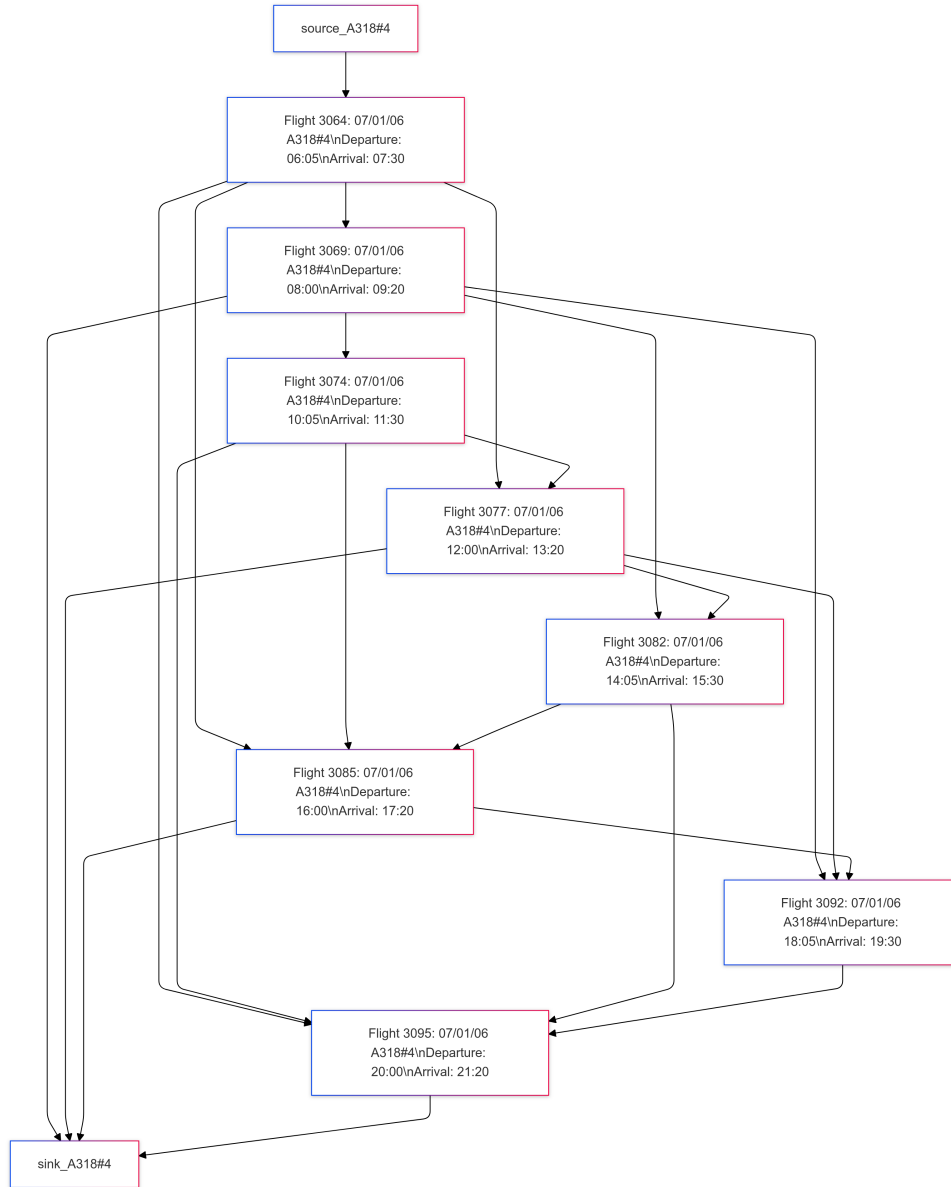 source_A318#4
Flight 3064: 07/01/06
A318#4\nDeparture:
06:05\nArrival: 07:30
Flight 3069: 07/01/06
A318#4\nDeparture:
08:00\nArrival: 09:20
Flight 3074: 07/01/06
A318#4\nDeparture:
10:05\nArrival: 11:30
Flight 3077: 07/01/06
A318#4\nDeparture:
12:00\nArrival: 13:20
Flight 3082: 07/01/06
A318#4\nDeparture:
14:05\nArrival: 15:30
Flight 3085: 07/01/06
A318#4\nDeparture:
16:00\nArrival: 17:20
Flight 3092: 07/01/06
A318#4\nDeparture:
18:05\nArrival: 19:30
Flight 3095: 07/01/06
A318#4\nDeparture:
20:00\nArrival: 21:20
sink_A318#4